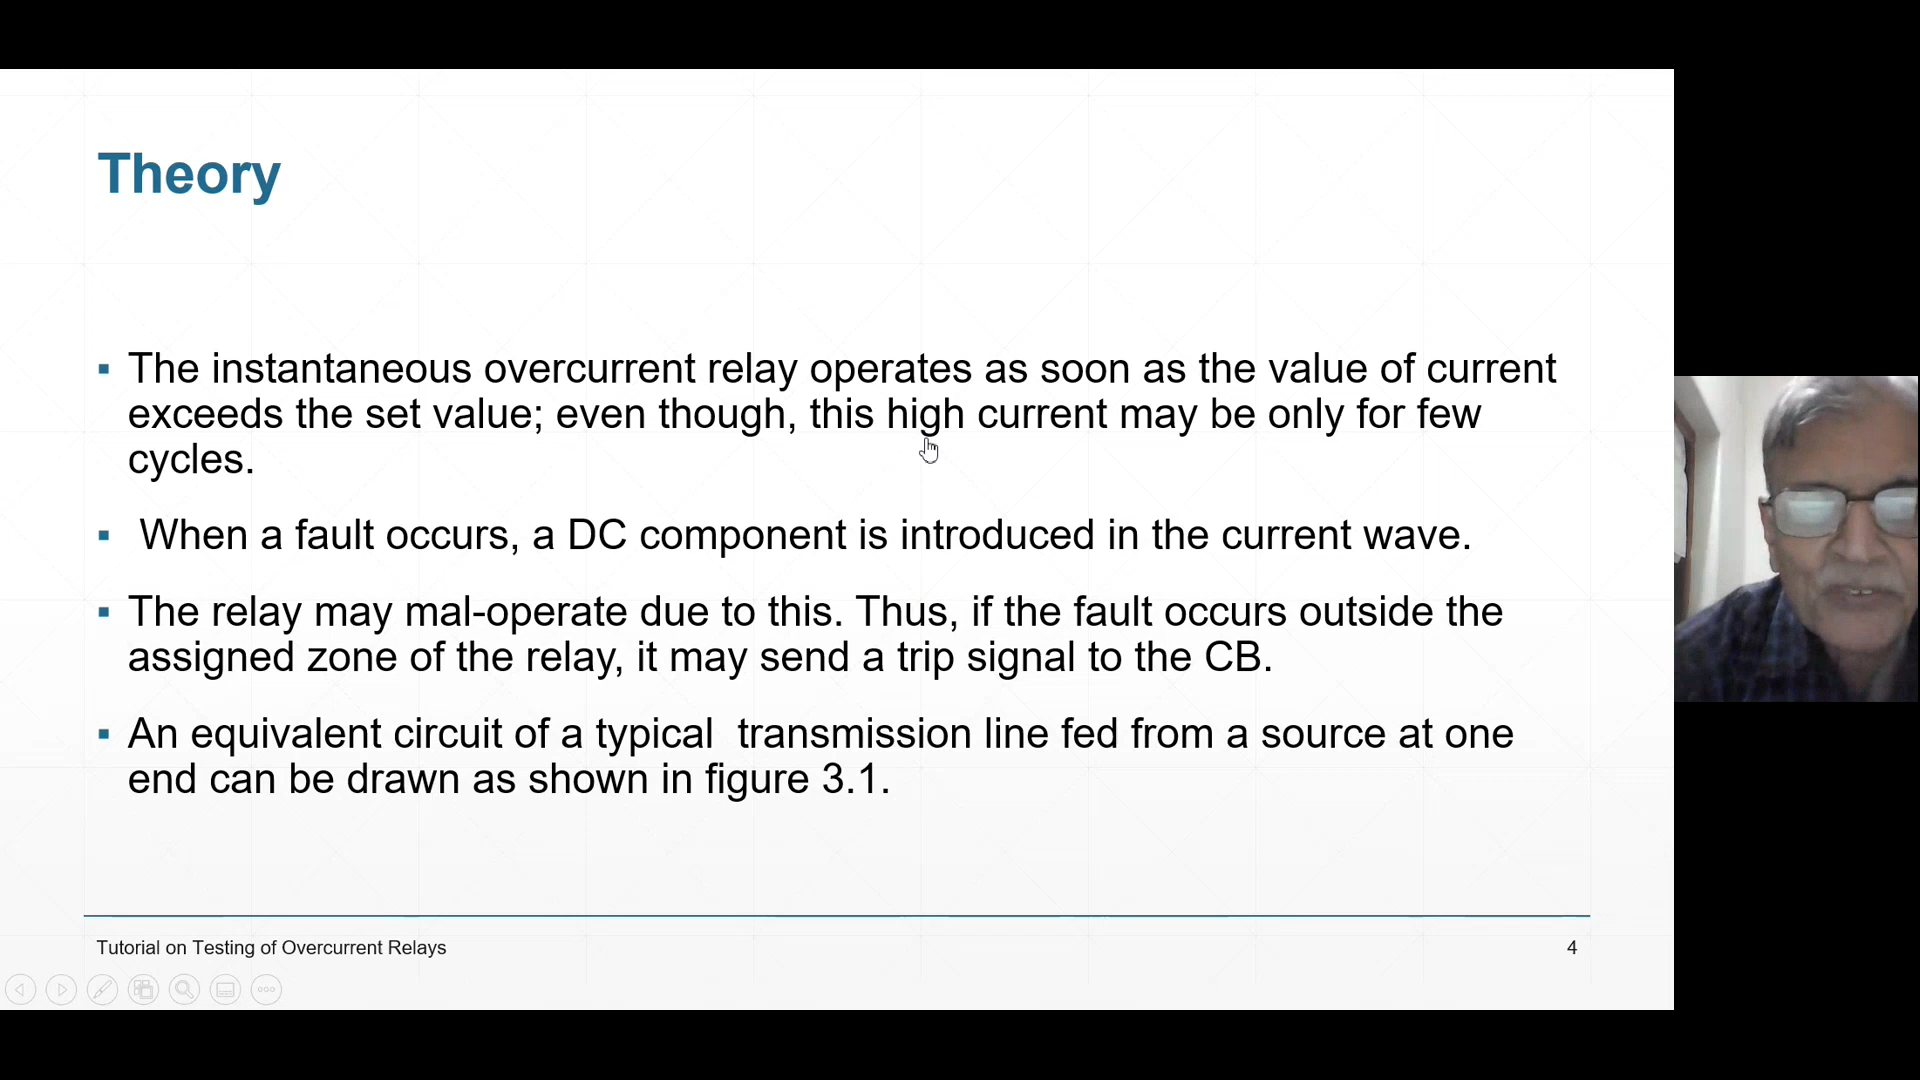 Theory
The instantaneous overcurrent relay operates as soon as the value of current
exceeds the set value; even though, this high current may be only for few
cycles.
When a fault occurs, a DC component is introduced in the current wave.
The relay may mal-operate due to this. Thus, if the fault occurs outside the
assigned zone of the relay, it may send a trip signal to the CB.
An equivalent circuit of a typical  transmission line fed from a source at one
end can be drawn as shown in figure 3.1.
Tutorial on Testing of Overcurrent Relays
4